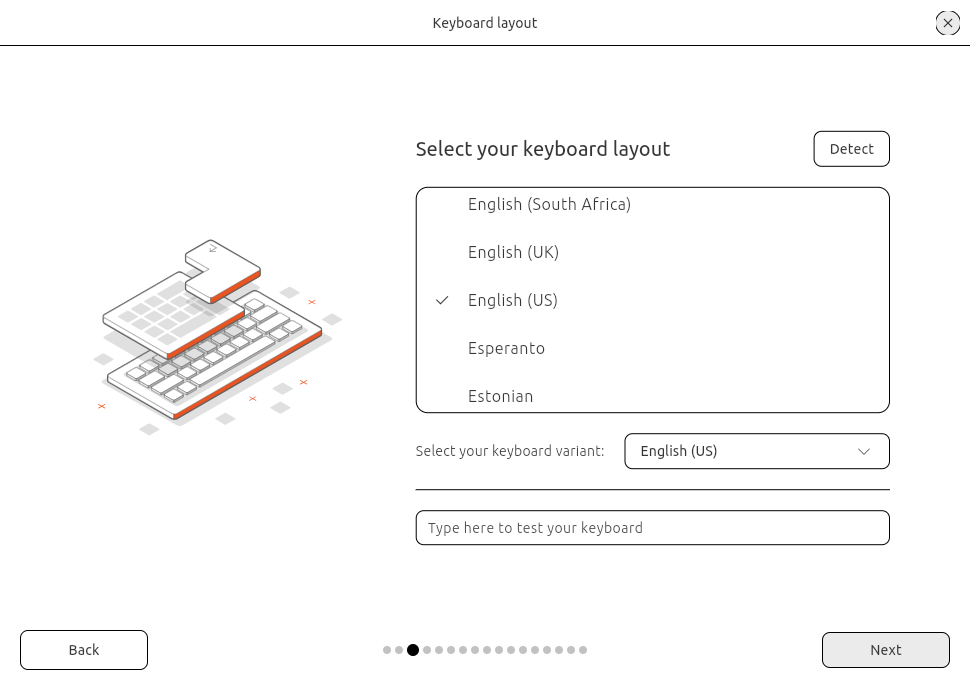 Keyboard layout
Select your keyboard layout
Detect
English (South Africa)
English (UK)
English (US)
Esperanto
Estonian
Select your keyboard variant:
English (US)
Type here to test your keyboard
Back
Next